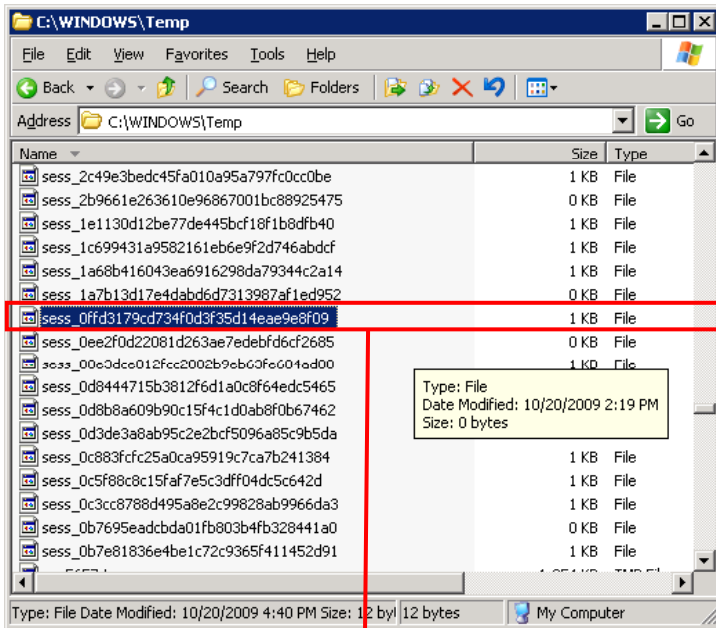 C:\WINDOWS\Temp
File Edit View Favorites Tools Help
Back Search Folders
Address C:\WINDOWS\Temp Go
Name Size Type
sess_2c49e3bedc45fa010a95a797fc0cc0be 1 KB File
sess_2b9661e263610e96867001bc88925475 0 KB File
sess_1e1130d12be77de445bcf18f1b8dfb40 1 KB File
sess_1c699431a9582161eb6e9f2d746abdcf 1 KB File
sess_1a68b416043ea6916298da79344c2a14 1 KB File
sess_1a7b13d17e4dabd6d7313987af1ed952 0 KB File
sess_0ffd3179cd734f0d3f35d14eae9e8f09 1 KB File
sess_0ee2f0d22081d263ae7edebfd6cf2685 0 KB File
1 KB File
sess_0d8444715b3812f6d1a0c8f64edc5465
sess_0d8b8a609b90c15f4c1d0ab8f0b67462
sess_0d3de3a8ab95c2e2bcf5096a85c9b5da
Type: File
Date Modified: 10/20/2009 2:19 PM
Size: 0 bytes
sess_0c883fcfc25a0ca95919c7ca7b241384 1 KB File
sess_0c5f88c8c15faf7e5c3dff04dc5c642d 1 KB File
sess_0c3cc8788d495a8e2c99828ab9966da3 1 KB File
sess_0b7695eadcbda01fb803b4fb328441a0 0 KB File
sess_0b7e81836e4be1c72c9365f411452d91 1 KB File
Type: File Date Modified: 10/20/2009 4:40 PM Size: 12 byt 12 bytes My Computer